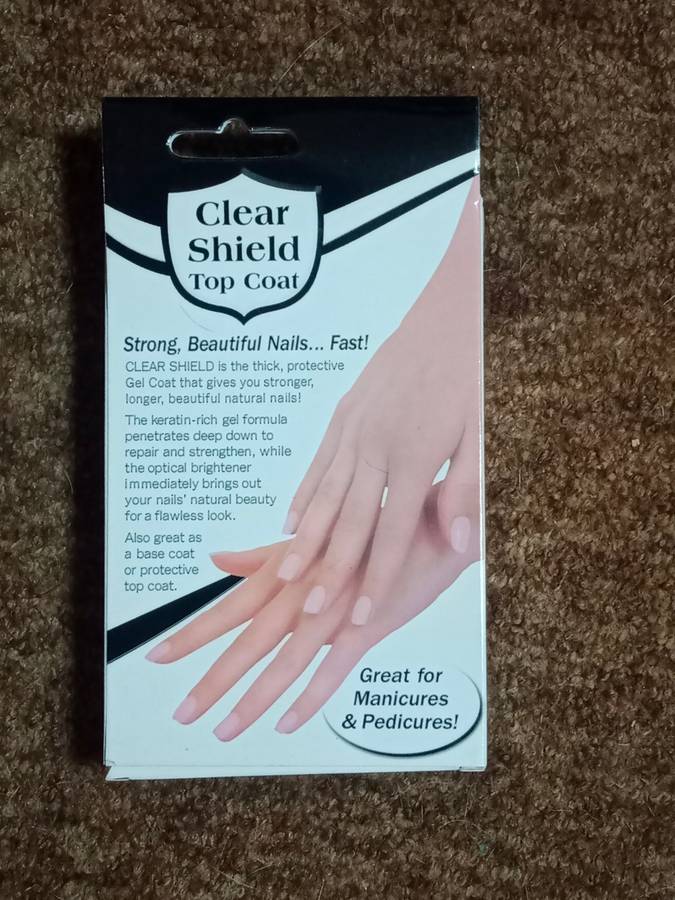 Clear
Shield
Top Coat
Strong, Beautiful Nails... Fast!
CLEAR SHIELD is the thick, protective
Gel Coat that gives you stronger,
longer, beautiful natural nails!
The keratin-rich gel formula
penetrates deep down to
repair and strengthen, while
the optical brightener
immediately brings out
your nails' natural beauty
for a flawless look.
Also great as
a base coat
or protective
top coat.
Great for
Manicures
& Pedicures!